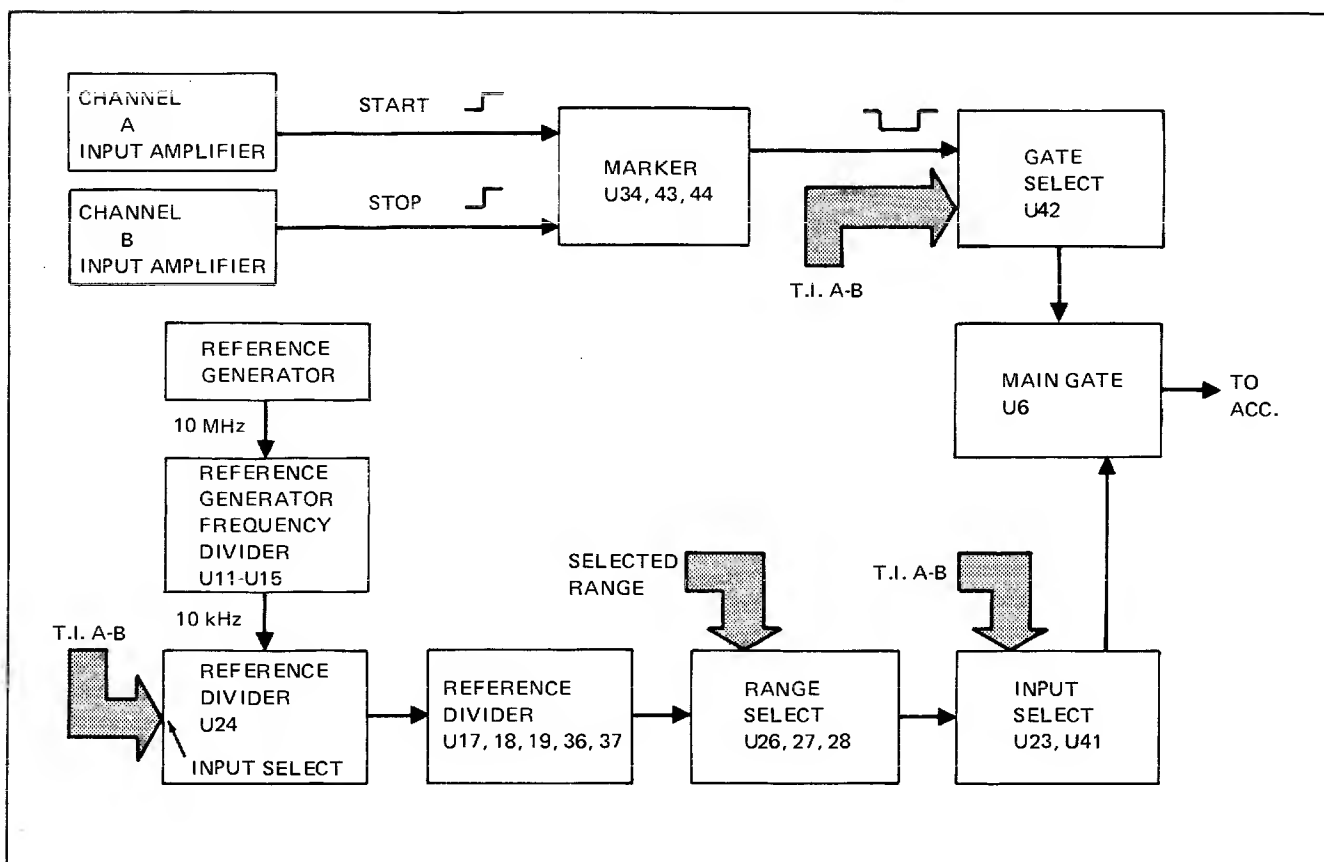 CHANNEL
A
INPUT AMPLIFIER
START
CHANNEL
B
INPUT AMPLIFIER
STOP
MARKER
U34, 43, 44
GATE
SELECT
U42
T.I. A-B
REFERENCE
GENERATOR
MAIN GATE
U6
TO
ACC.
10 MHz
REFERENCE
GENERATOR
FREQUENCY
DIVIDER
U11-U15
10 kHz
SELECTED
RANGE
T.I. A-B
T.I. A-B
REFERENCE
DIVIDER
U24
INPUT SELECT
REFERENCE
DIVIDER
U17, 18, 19, 36, 37
RANGE
SELECT
U26, 27, 28
INPUT
SELECT
U23, U41